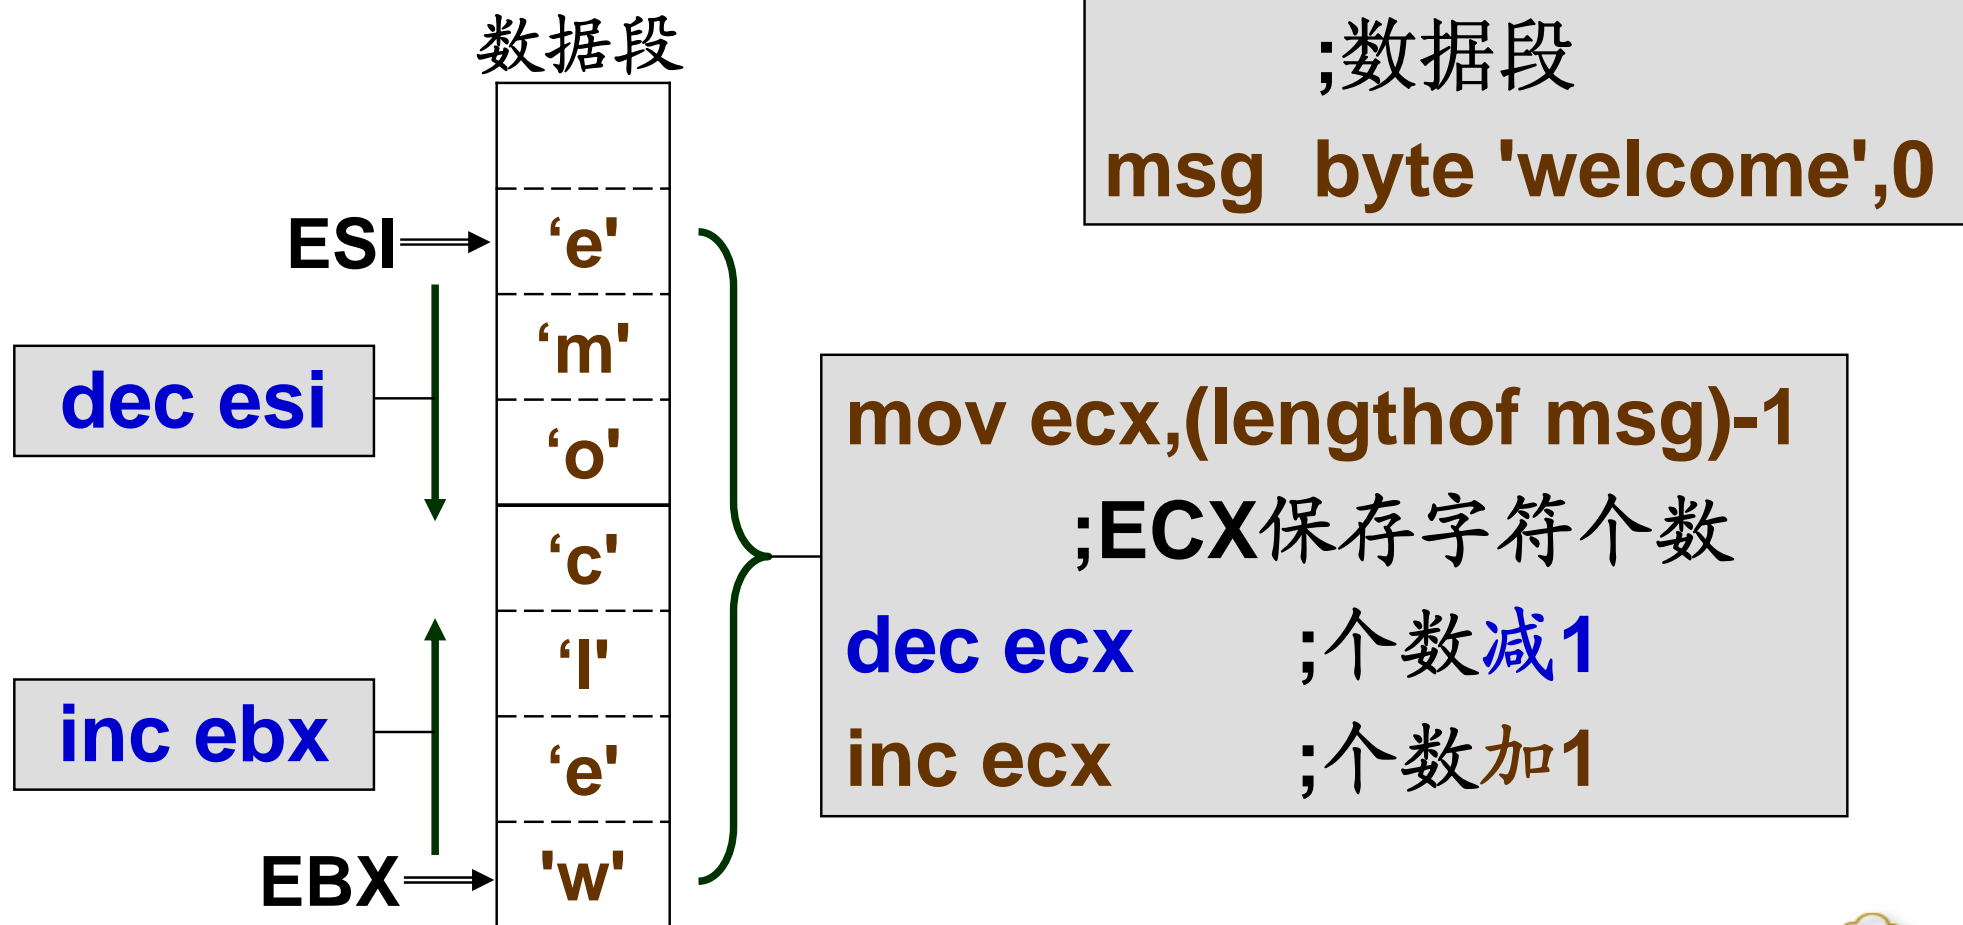 数据段
;数据段
msg byte 'welcome',0
ESI
‘e'
‘m'
dec esi
‘o'
‘c'
‘l'
inc ebx
‘e'
EBX
'w'
mov ecx,(lengthof msg)-1
;ECX保存字符个数
dec ecx ;个数减1
inc ecx ;个数加1